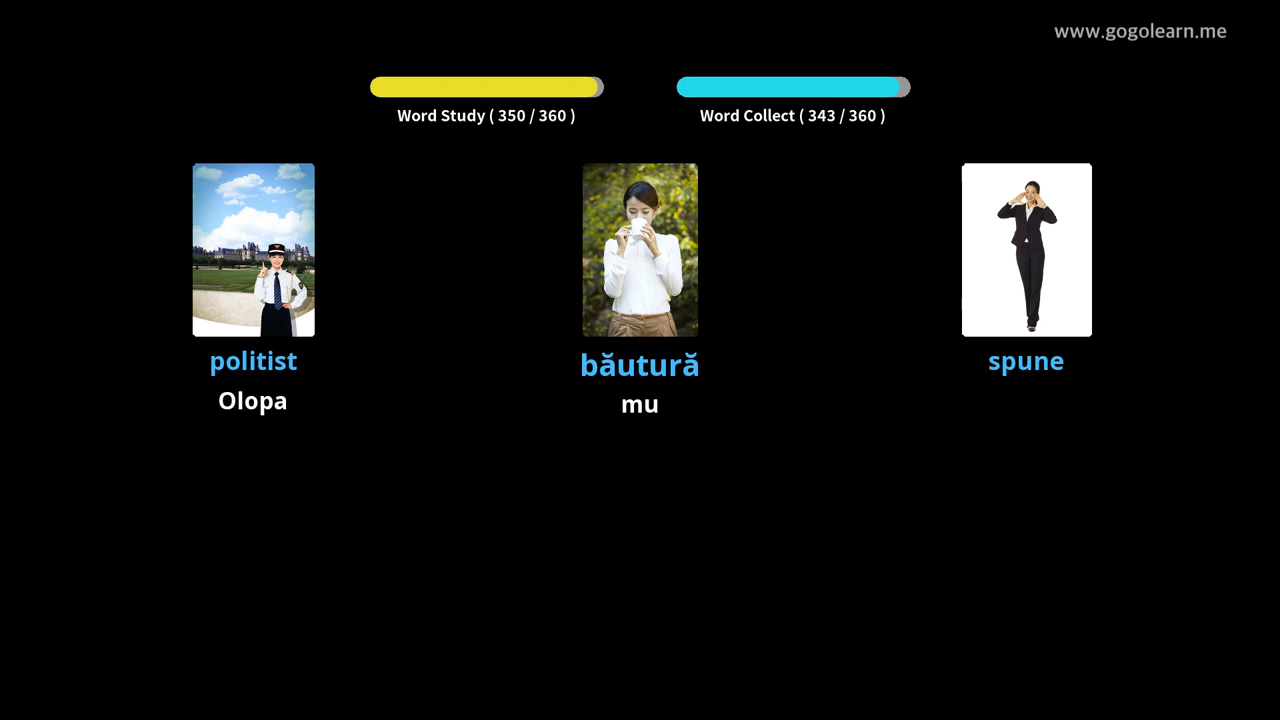 www.gogolearn.me
Word Study ( 350 / 360 )
Word Collect ( 343 / 360 )
politist
Olopa
băutură
mu
spune